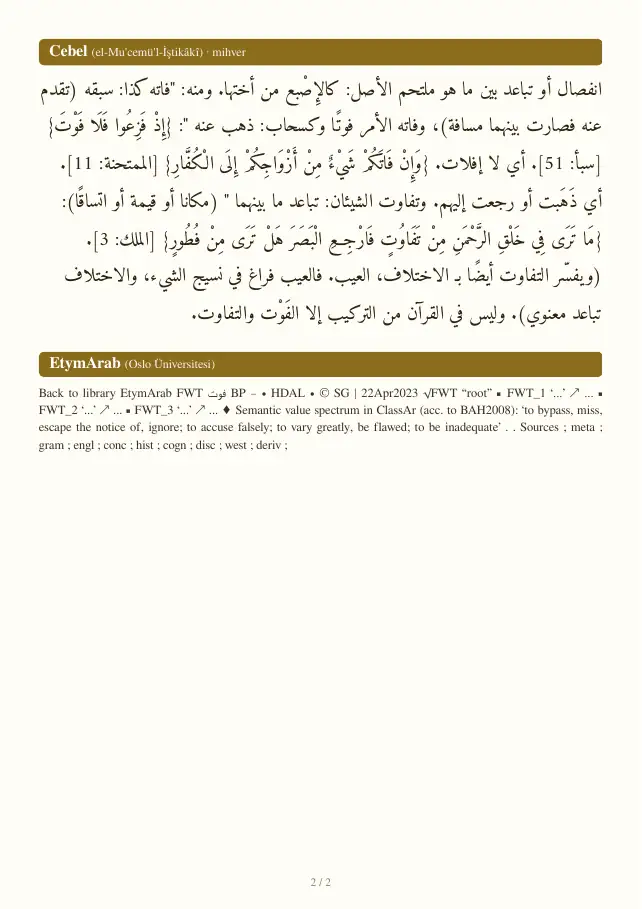 Cebel (el-Mu'cemü'l-İştikâkî) · mihver
انفصال أو تباعد بين ما هو ملتحم الأصل: كالإِصْبع من أختها. ومنه: "فاته كذا: سبقه (تقدم
عنه فصارت بينهما مسافة)، وفاته الأمر فوتًا وكسحاب: ذهب عنه ": {إِذْ فَزِعُوا فَلَا فَوْتَ}
[سبأ: 51]. أي لا إفلات. {وَإِنْ فَاتَكُمْ شَيْءٌ مِنْ أَزْوَاجِكُمْ إِلَى الْكُفَّارِ} [الممتحنة: 11].
أي ذَهَبت أو رجعت إليهم. وتفاوت الشيئان: تباعد ما بينهما " (مكانا أو قيمة أو اتساقًا):
{مَا تَرَى فِي خَلْقِ الرَّحْمَنِ مِنْ تَفَاوُتٍ فَارْجِعِ الْبَصَرَ هَلْ تَرَى مِنْ فُطُورٍ} [الملك: 3].
(ويفسّر التفاوت أيضًا بـ الاختلاف، العيب. فالعيب فراغ في نسيج الشيء، والاختلاف
تباعد معنوي). وليس في القرآن من التركيب إلا الفَوْت والتفاوت.
EtymArab (Oslo Üniversitesi)
Back to library EtymArab FWT فوت BP – • HDAL • © SG | 22Apr2023 √FWT “root” ▪ FWT_1 ‘...’ ↗ ... ▪
FWT_2 ‘...’ ↗ ... ▪ FWT_3 ‘...’ ↗ ... ♦ Semantic value spectrum in ClassAr (acc. to BAH2008): ‘to bypass, miss,
escape the notice of, ignore; to accuse falsely; to vary greatly, be flawed; to be inadequate’ . . Sources ; meta ;
gram ; engl ; conc ; hist ; cogn ; disc ; west ; deriv ;
2 / 2